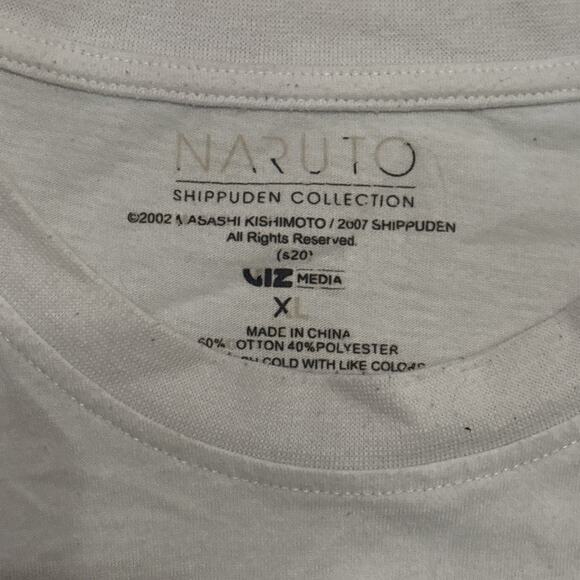 NARUTO
SHIPPUDEN COLLECTION
©2002 MASASHI KISHIMOTO / 2007 SHIPPUDEN
All Rights Reserved.
(s20)
VIZ MEDIA
XL
MADE IN CHINA
60% COTTON 40%POLYESTER
COLD WITH LIKE COLORS